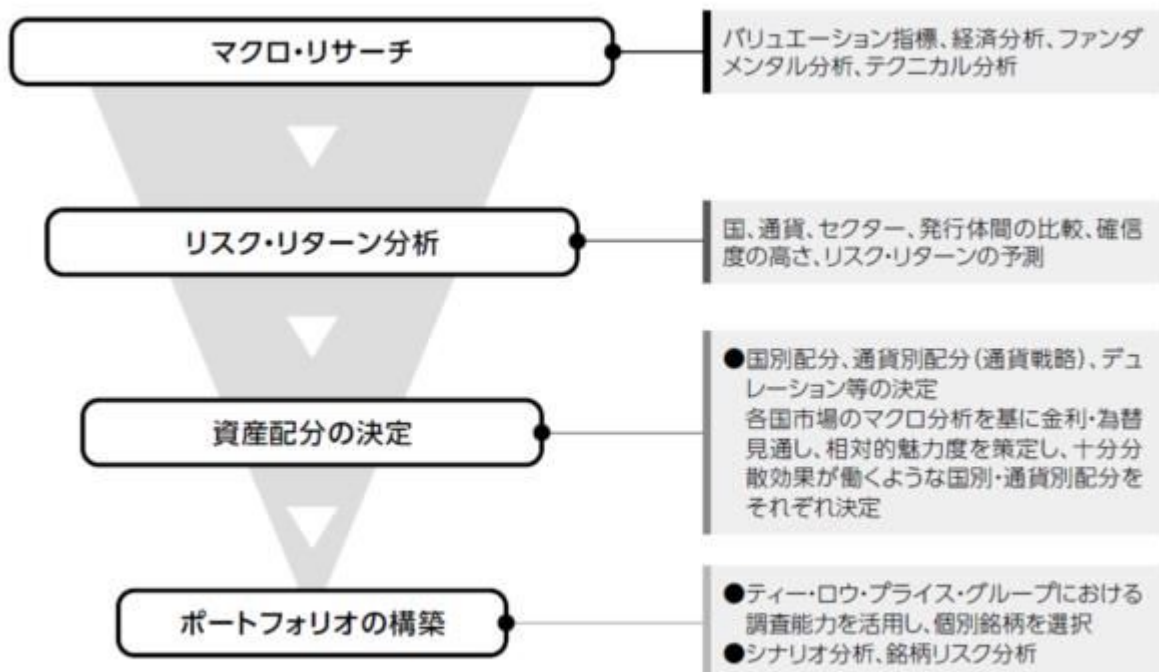 マクロ・リサーチ
バリュエーション指標、経済分析、ファンダ
メンタル分析、テクニカル分析
リスク・リターン分析
国、通貨、セクター、発行体間の比較、確信
度の高さ、リスク・リターンの予測
資産配分の決定
●国別配分、通貨別配分(通貨戦略)、デュ
レーション等の決定
各国市場のマクロ分析を基に金利・為替
見通し、相対的魅力度を策定し、十分分
散効果が働くような国別・通貨別配分を
それぞれ決定
ポートフォリオの構築
●ティー・ロウ・プライス・グループにおける
調査能力を活用し、個別銘柄を選択
●シナリオ分析、銘柄リスク分析